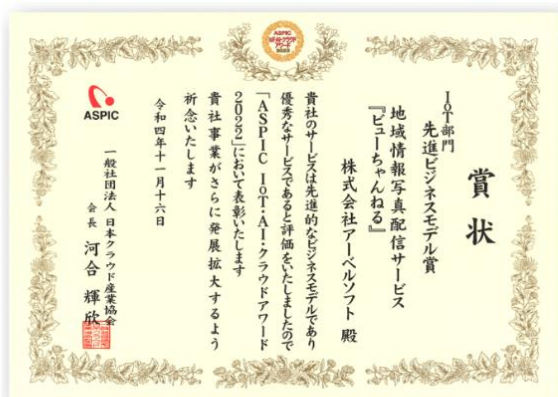 賞状
IoT部門
先進ビジネスモデル賞
地域情報写真配信サービス
『ビューちゃんねる』
株式会社アーベルソフト 殿
貴社のサービスは先進的なビジネスモデルであり
優秀なサービスであると評価をいたしましたので
「ASPIC IoT・AI・クラウドアワード
2022」において表彰いたします
貴社事業がさらに発展拡大するよう
祈念いたします
令和四年十一月十六日
一般社団法人 日本クラウド産業協会
会長 河合 輝欣
ASPIC
ASPIC
アワード
2022